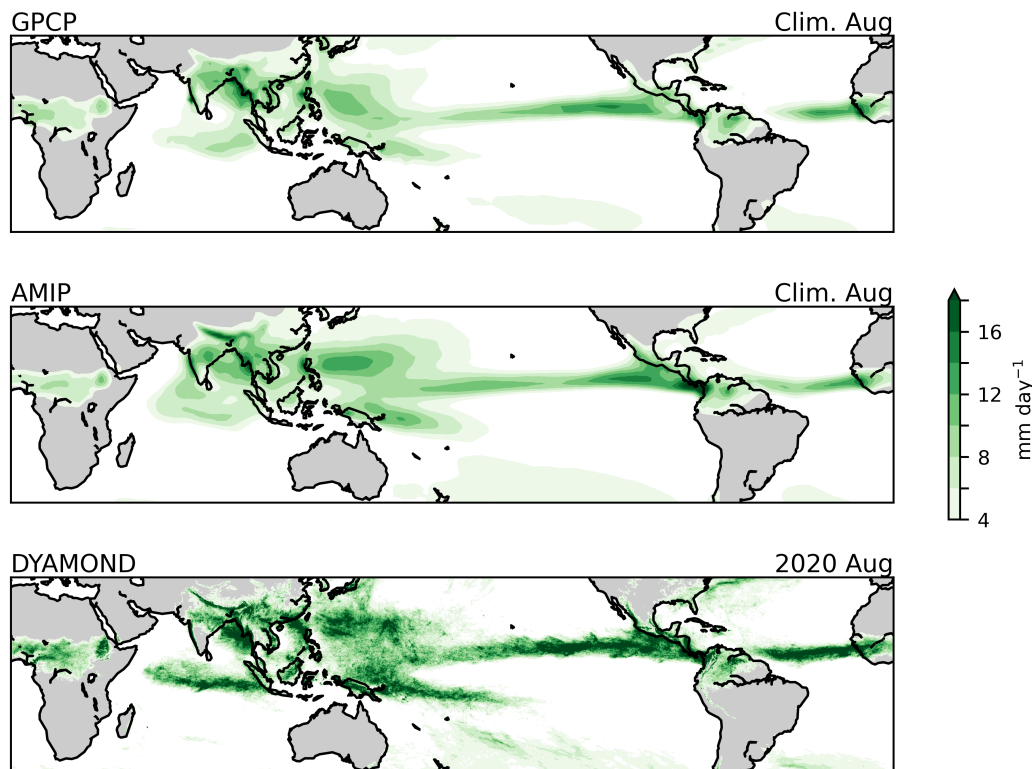 GPCP Clim. Aug
AMIP Clim. Aug
16
12
8
4
mm day⁻¹
DYAMOND 2020 Aug